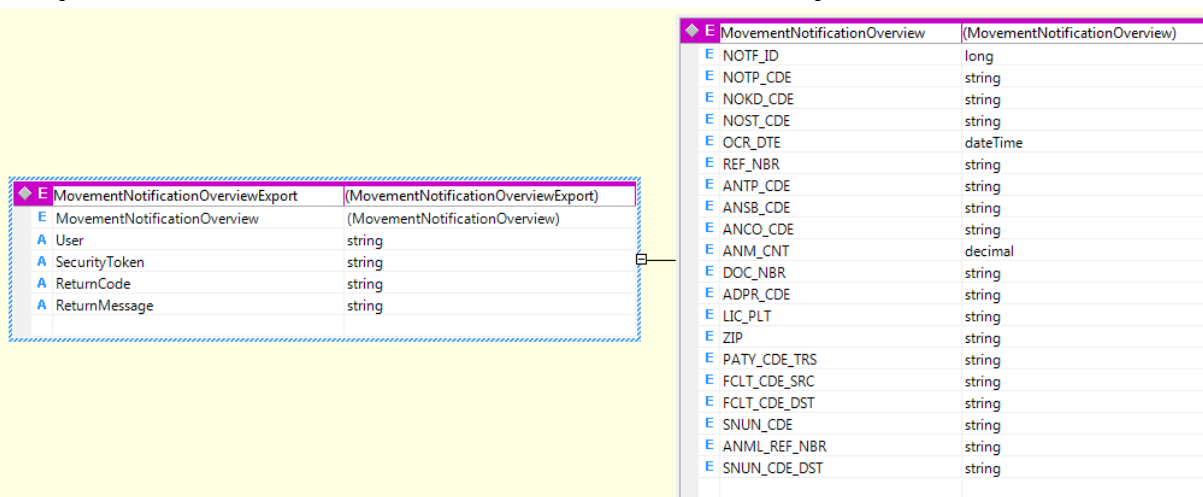 E MovementNotificationOverviewExport (MovementNotificationOverviewExport)
E MovementNotificationOverview (MovementNotificationOverview)
A User string
A SecurityToken string
A ReturnCode string
A ReturnMessage string
E MovementNotificationOverview (MovementNotificationOverview)
E NOTF_ID long
E NOTP_CDE string
E NOKD_CDE string
E NOST_CDE string
E OCR_DTE dateTime
E REF_NBR string
E ANTP_CDE string
E ANSB_CDE string
E ANCO_CDE string
E ANM_CNT decimal
E DOC_NBR string
E ADPR_CDE string
E LIC_PLT string
E ZIP string
E PATY_CDE_TRS string
E FCLT_CDE_SRC string
E FCLT_CDE_DST string
E SNUN_CDE string
E ANML_REF_NBR string
E SNUN_CDE_DST string